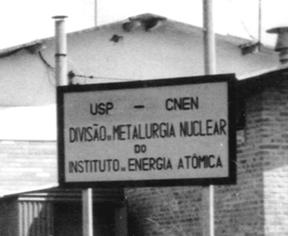 USP — CNEN
DIVISÃO DE METALURGIA NUCLEAR
DO
INSTITUTO DE ENERGIA ATÔMICA